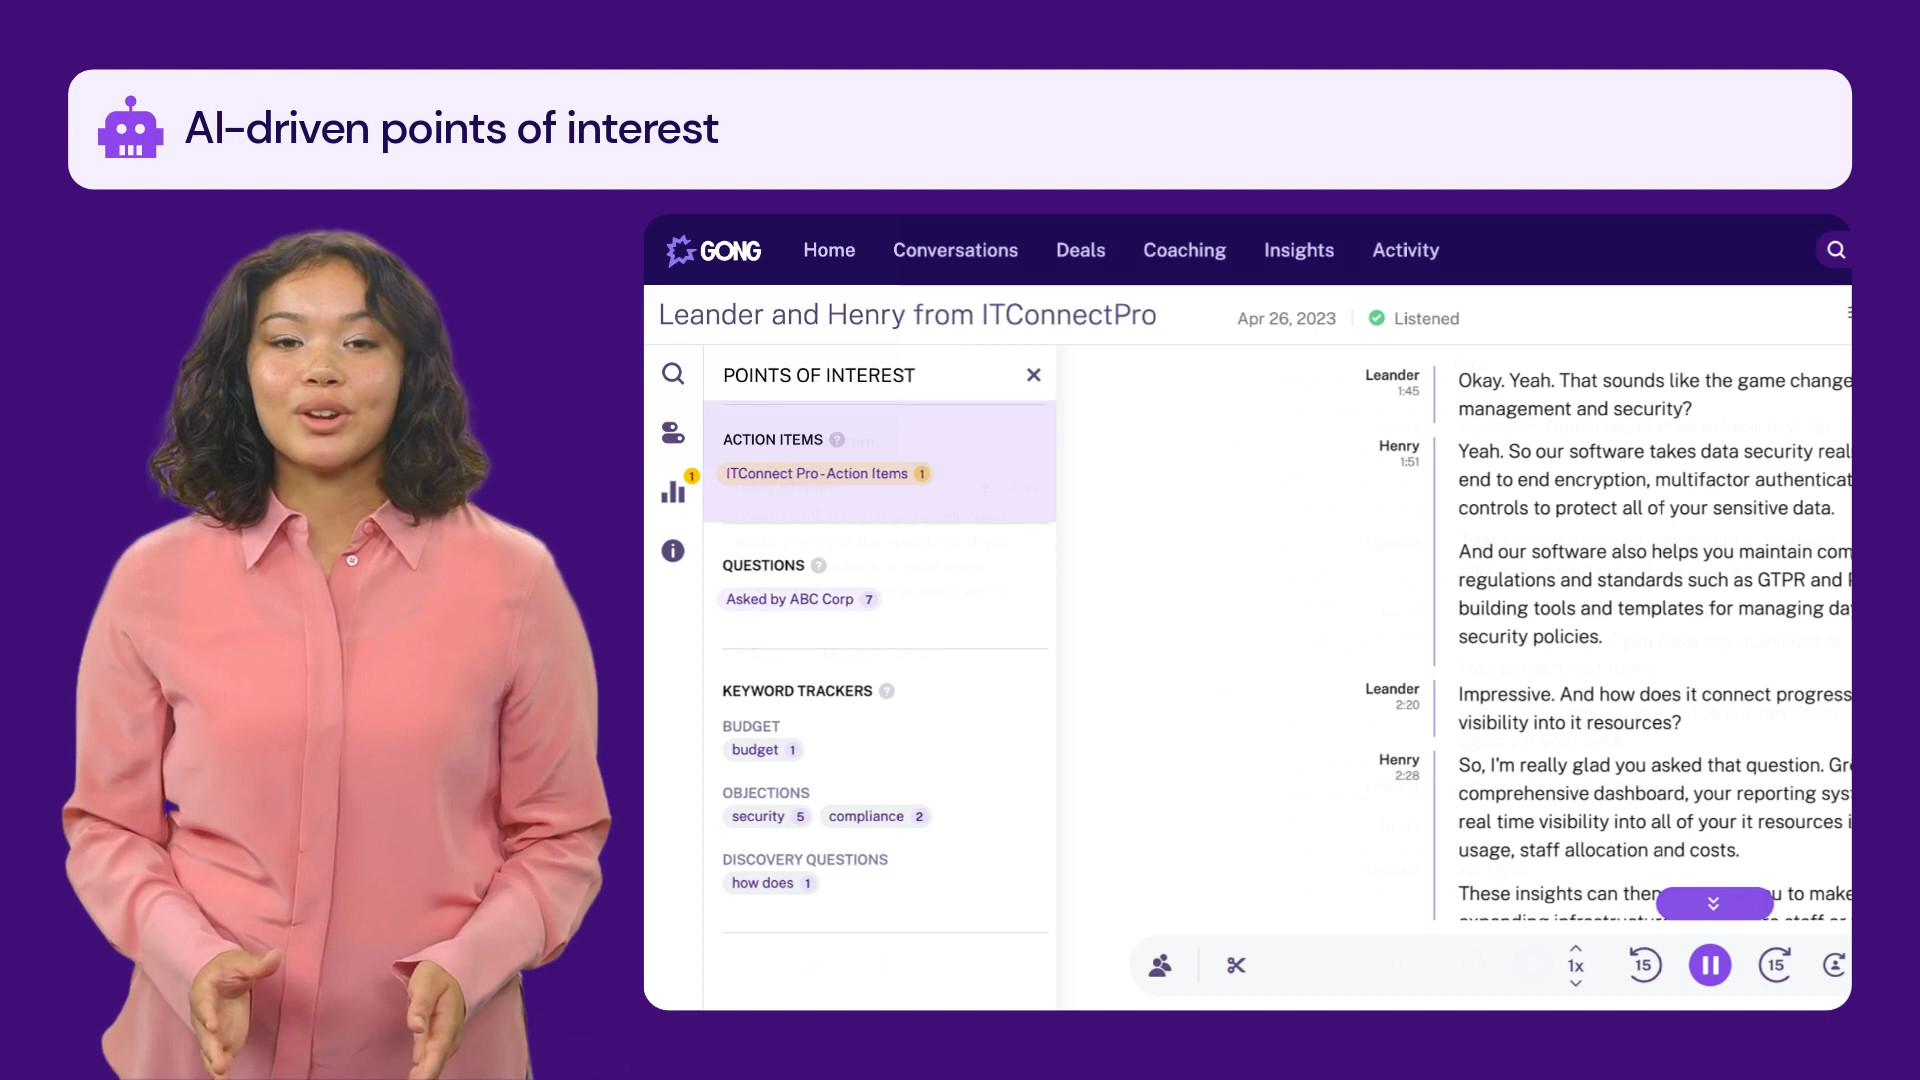 AI-driven points of interest
GONG
Home
Conversations
Deals
Coaching
Insights
Activity
Leander and Henry from ITConnectPro
Apr 26, 2023
Listened
POINTS OF INTEREST
ACTION ITEMS ?
ITConnect Pro - Action Items 1
1
QUESTIONS ?
Asked by ABC Corp 7
KEYWORD TRACKERS ?
BUDGET
budget 1
OBJECTIONS
security 5 compliance 2
DISCOVERY QUESTIONS
how does 1
Leander
1:45
Okay. Yeah. That sounds like the game change
management and security?
Henry
1:51
Yeah. So our software takes data security real
end to end encryption, multifactor authenticat
controls to protect all of your sensitive data.
And our software also helps you maintain com
regulations and standards such as GTPR and
building tools and templates for managing da
security policies.
Leander
2:20
Impressive. And how does it connect progress
visibility into it resources?
Henry
2:28
So, I'm really glad you asked that question. Gr
comprehensive dashboard, your reporting sys
real time visibility into all of your it resources i
usage, staff allocation and costs.
These insights can then u to make
1x
15
15